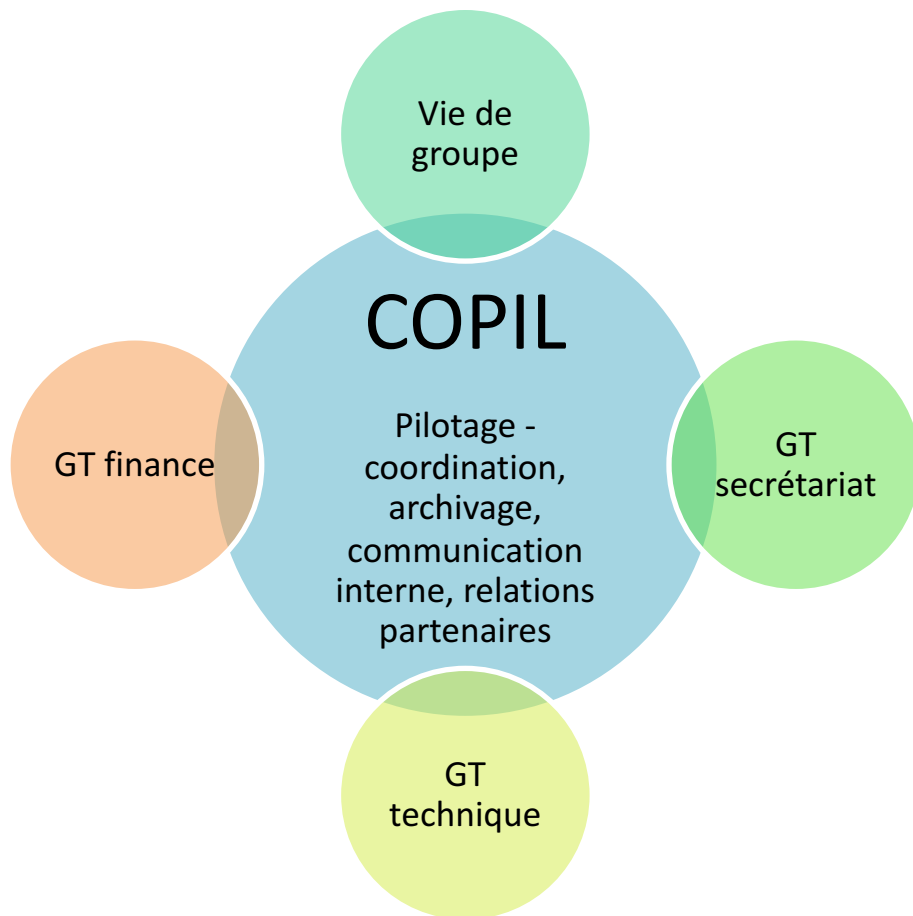 Vie de
groupe
COPIL
Pilotage -
coordination,
archivage,
communication
interne, relations
partenaires
GT finance
GT
secrétariat
GT
technique